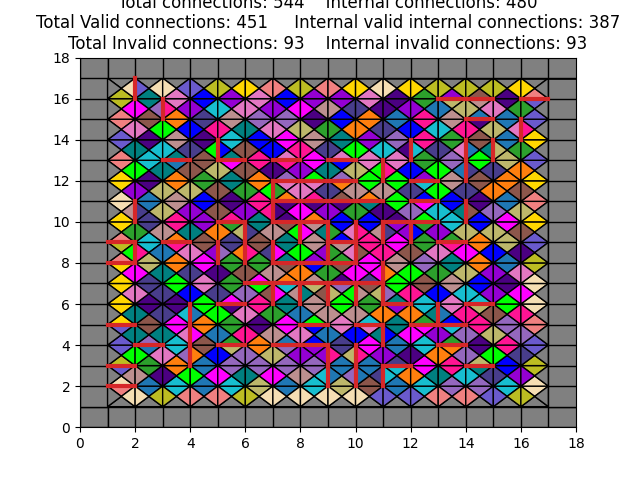 Total connections: 544    Internal connections: 480
Total Valid connections: 451    Internal valid internal connections: 387
Total Invalid connections: 93    Internal invalid connections: 93
18
16
14
12
10
8
6
4
2
0
0 2 4 6 8 10 12 14 16 18